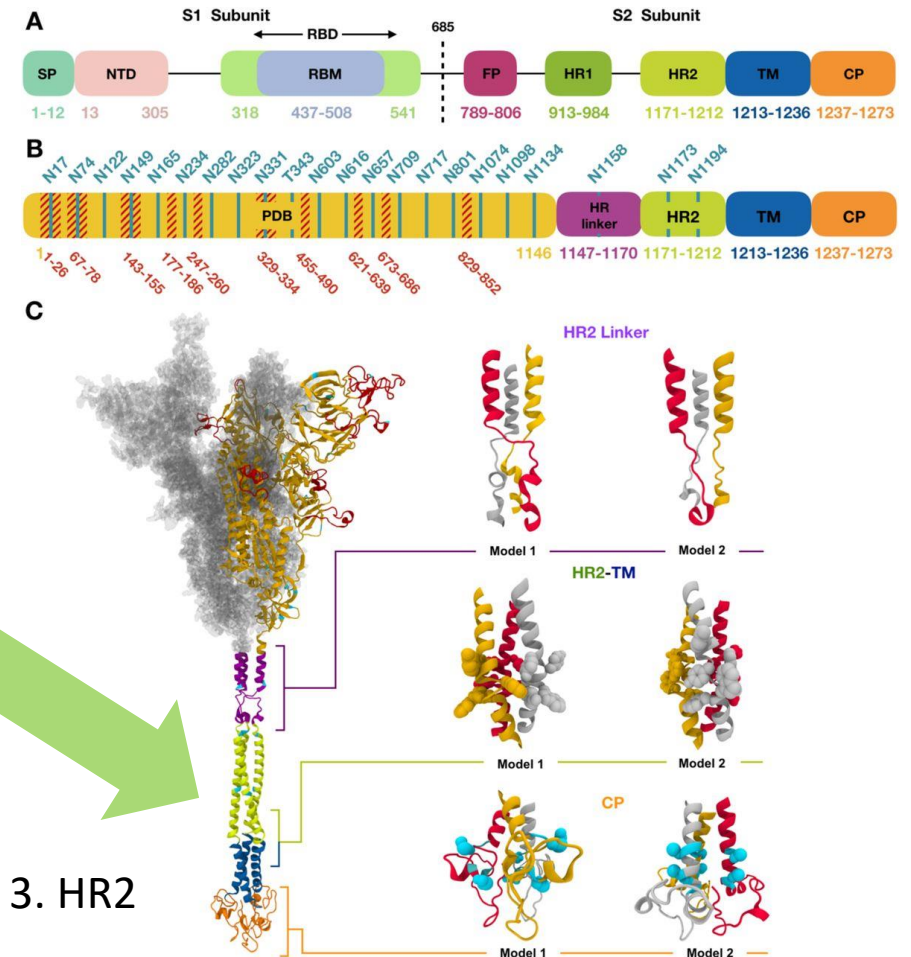 S1 Subunit
S2 Subunit
A
RBD
685
SP
NTD
RBM
FP
HR1
HR2
TM
CP
1-12
13
305
318
437-508
541
789-806
913-984
1171-1212
1213-1236
1237-1273
B
N17
N74
N122
N149
N165
N234
N282
N323
N331
T343
N603
N616
N657
N709
N717
N801
N1074
N1098
N1134
N1158
N1173
N1194
PDB
HR
linker
HR2
TM
CP
1
1-26
67-78
143-155
177-186
247-260
329-334
455-490
621-639
673-686
829-852
1146
1147-1170
1171-1212
1213-1236
1237-1273
C
HR2 Linker
Model 1
Model 2
HR2-TM
Model 1
Model 2
CP
3. HR2
Model 1
Model 2